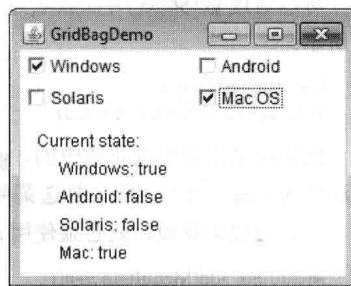 GridBagDemo
Windows Android
Solaris Mac OS
Current state:
Windows: true
Android: false
Solaris: false
Mac: true